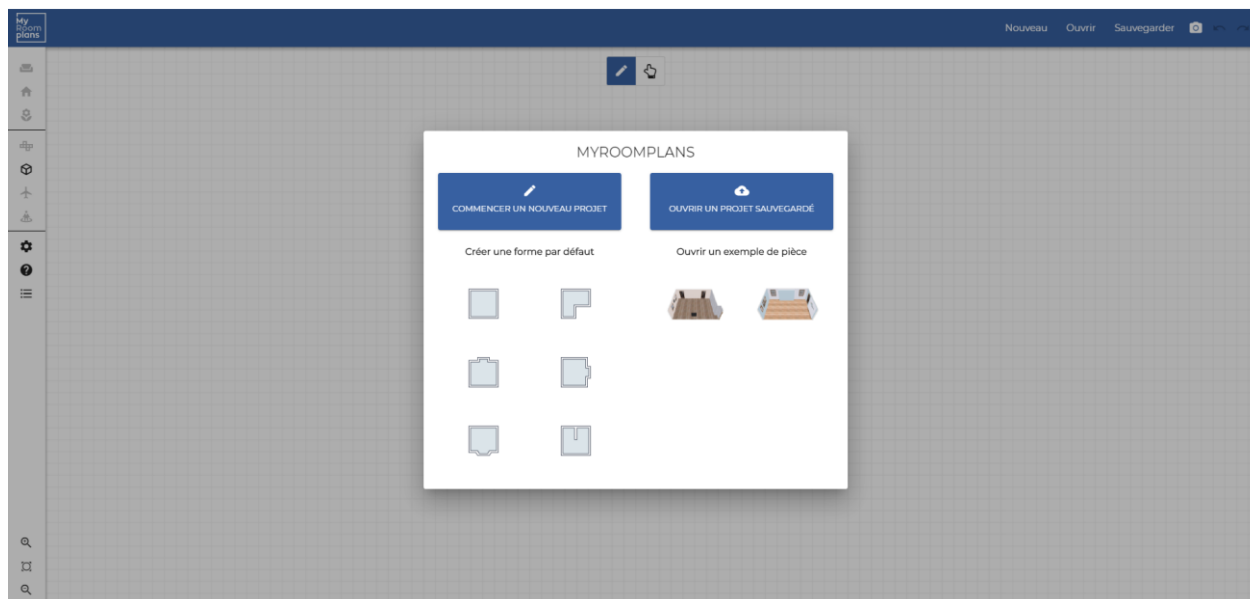 My
Room
plans
Nouveau
Ouvrir
Sauvegarder
MYROOMPLANS
COMMENCER UN NOUVEAU PROJET
OUVRIR UN PROJET SAUVEGARDÉ
Créer une forme par défaut
Ouvrir un exemple de pièce